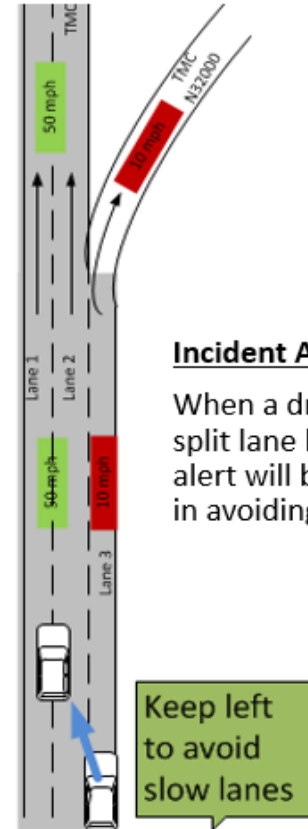 TMC
50 mph
TMC
N32000
10 mph
Lane 1
Lane 2
50 mph
10 mph
Lane 3
Incident A
When a dr
split lane
alert will b
in avoiding
Keep left
to avoid
slow lanes